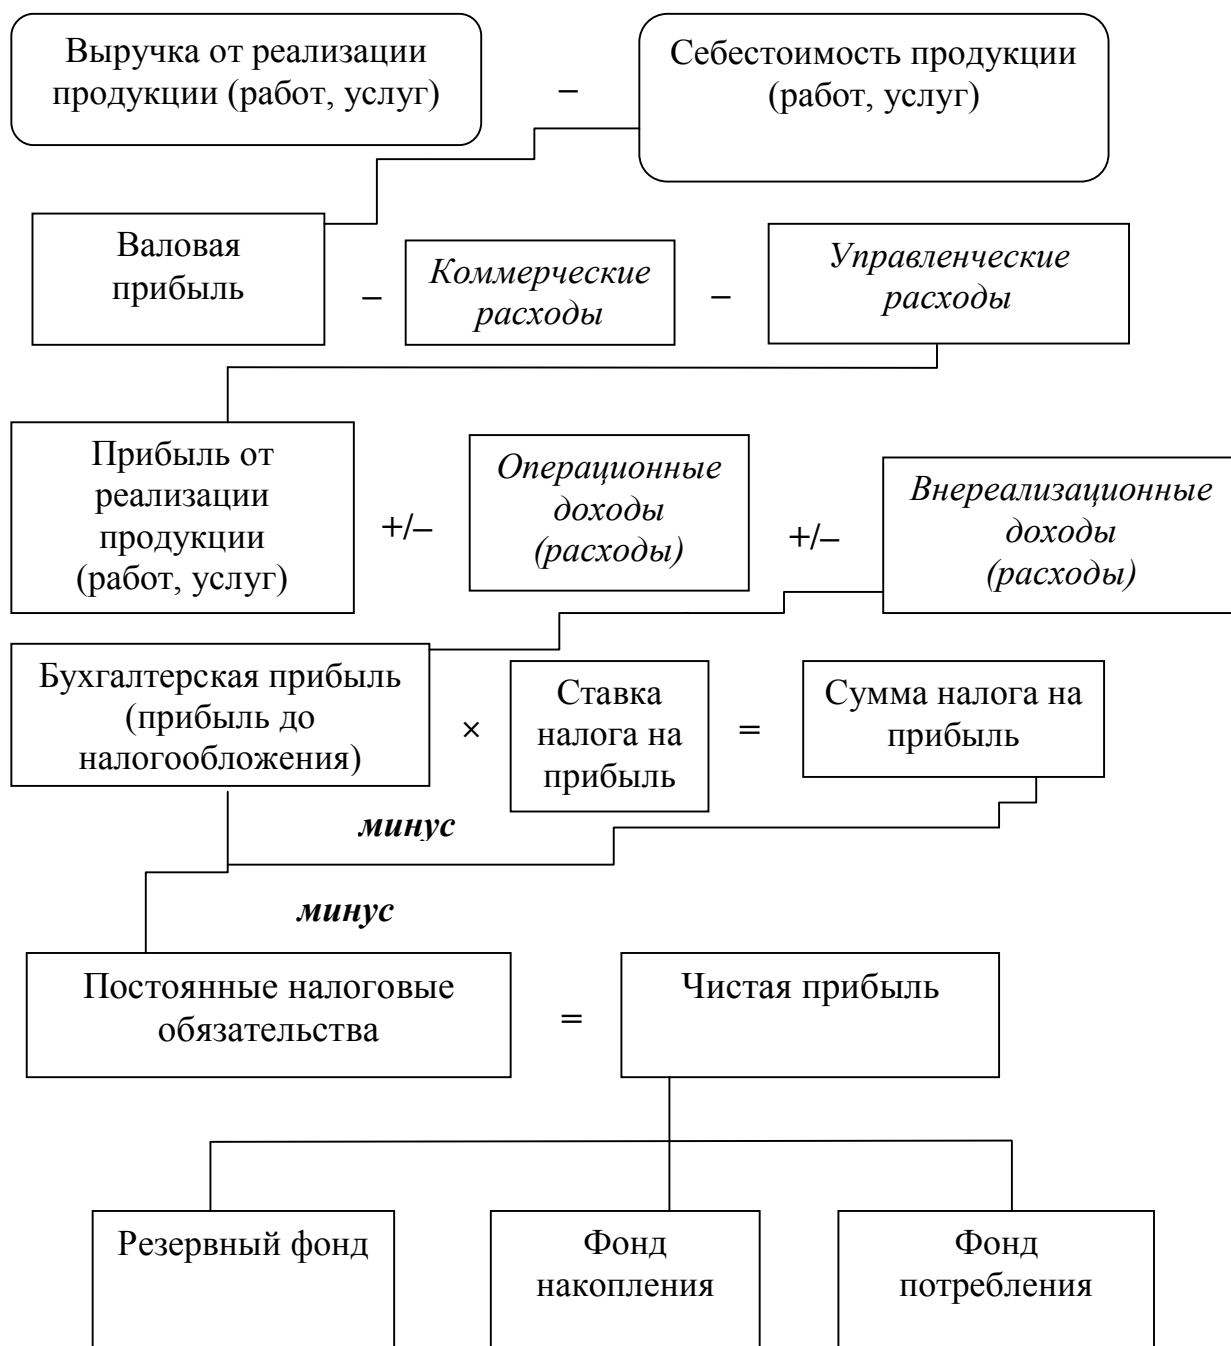 Выручка от реализации
продукции (работ, услуг)
–
Себестоимость продукции
(работ, услуг)
Валовая
прибыль
–
Коммерческие
расходы
–
Управленческие
расходы
Прибыль от
реализации
продукции
(работ, услуг)
+/–
Операционные
доходы
(расходы)
+/–
Внереализационные
доходы
(расходы)
Бухгалтерская прибыль
(прибыль до
налогообложения)
×
Ставка
налога на
прибыль
=
Сумма налога на
прибыль
минус
минус
Постоянные налоговые
обязательства
=
Чистая прибыль
Резервный фонд
Фонд
накопления
Фонд
потребления